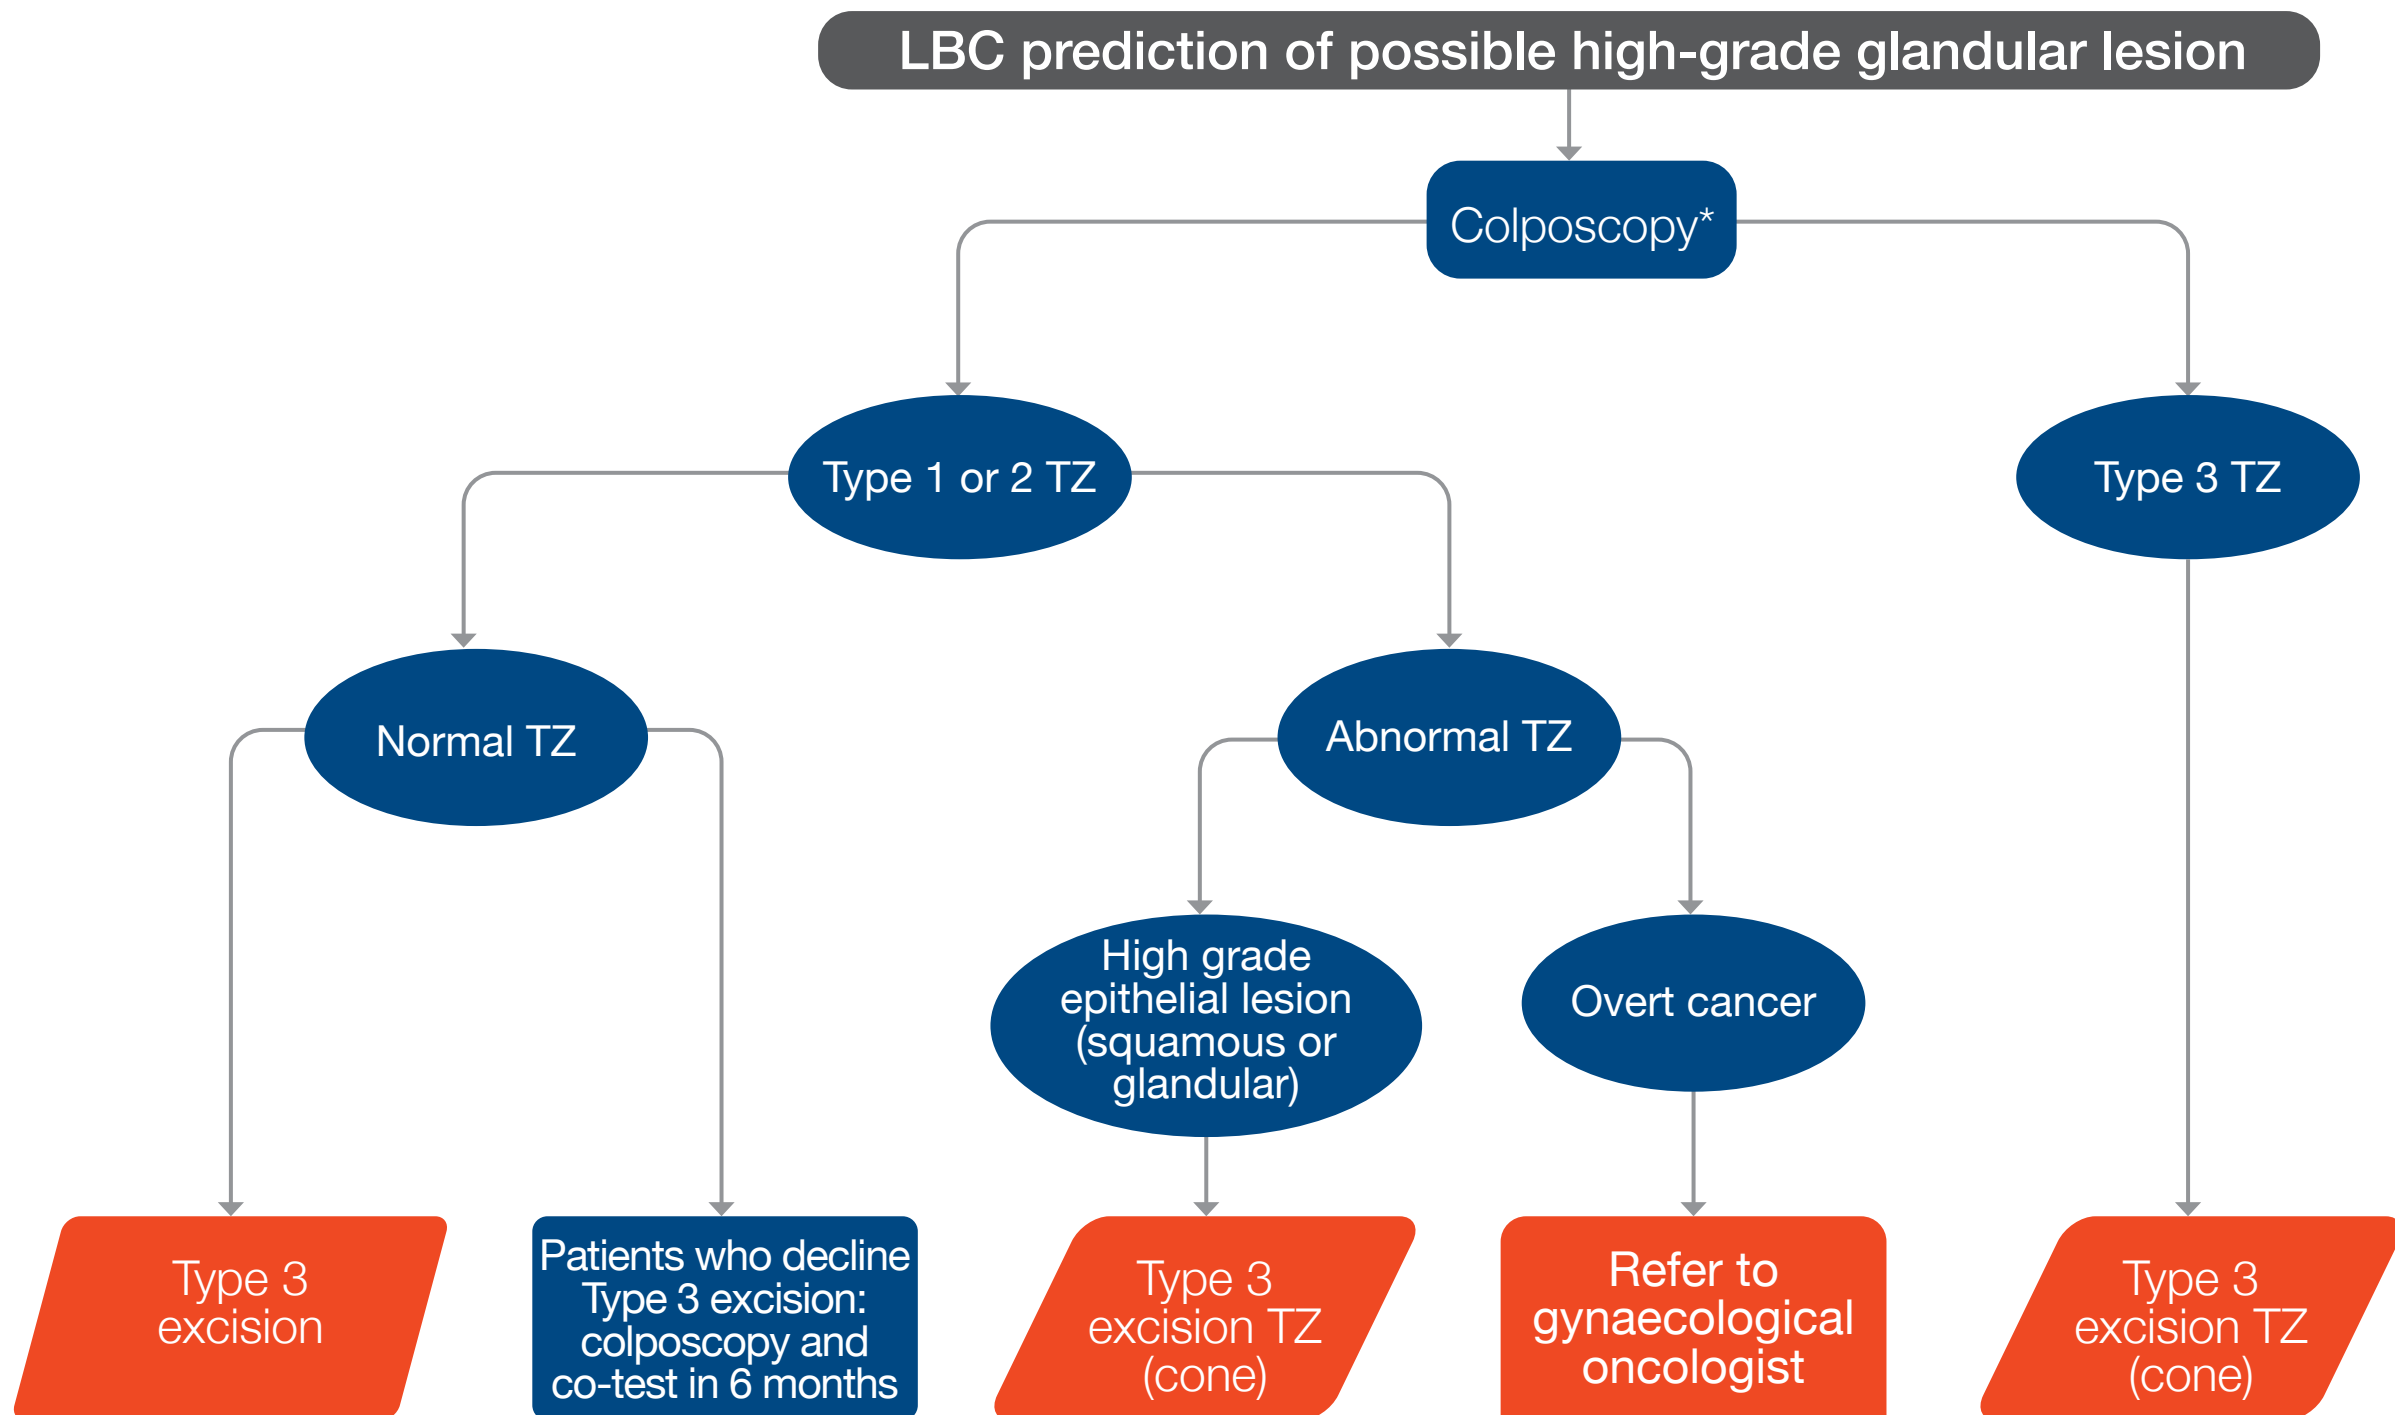 LBC prediction of possible high-grade glandular lesion
Colposcopy*
Type 1 or 2 TZ
Type 3 TZ
Normal TZ
Abnormal TZ
High grade
epithelial lesion
(squamous or
glandular)
Overt cancer
Type 3
excision
Patients who decline
Type 3 excision:
colposcopy and
co-test in 6 months
Type 3
excision TZ
(cone)
Refer to
gynaecological
oncologist
Type 3
excision TZ
(cone)